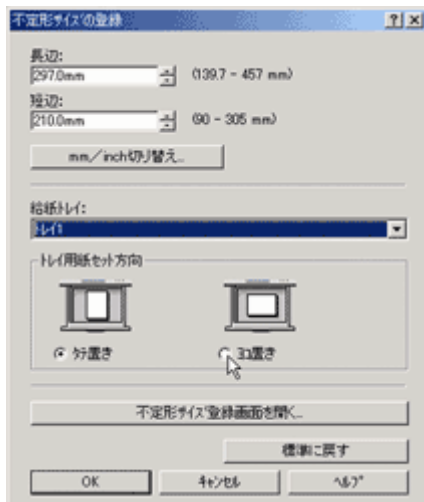 不定形ｻｲｽﾞの登録
長辺:
297.0mm (139.7 - 457 mm)
短辺:
210.0mm (90 - 305 mm)
mm／inch切り替え...
給紙ﾄﾚｲ:
ﾄﾚｲ1
ﾄﾚｲ用紙ｾｯﾄ方向
ﾀﾃ置き ﾖｺ置き
不定形ｻｲｽﾞ登録画面を開く...
標準に戻す
OK ｷｬﾝｾﾙ ﾍﾙﾌﾟ